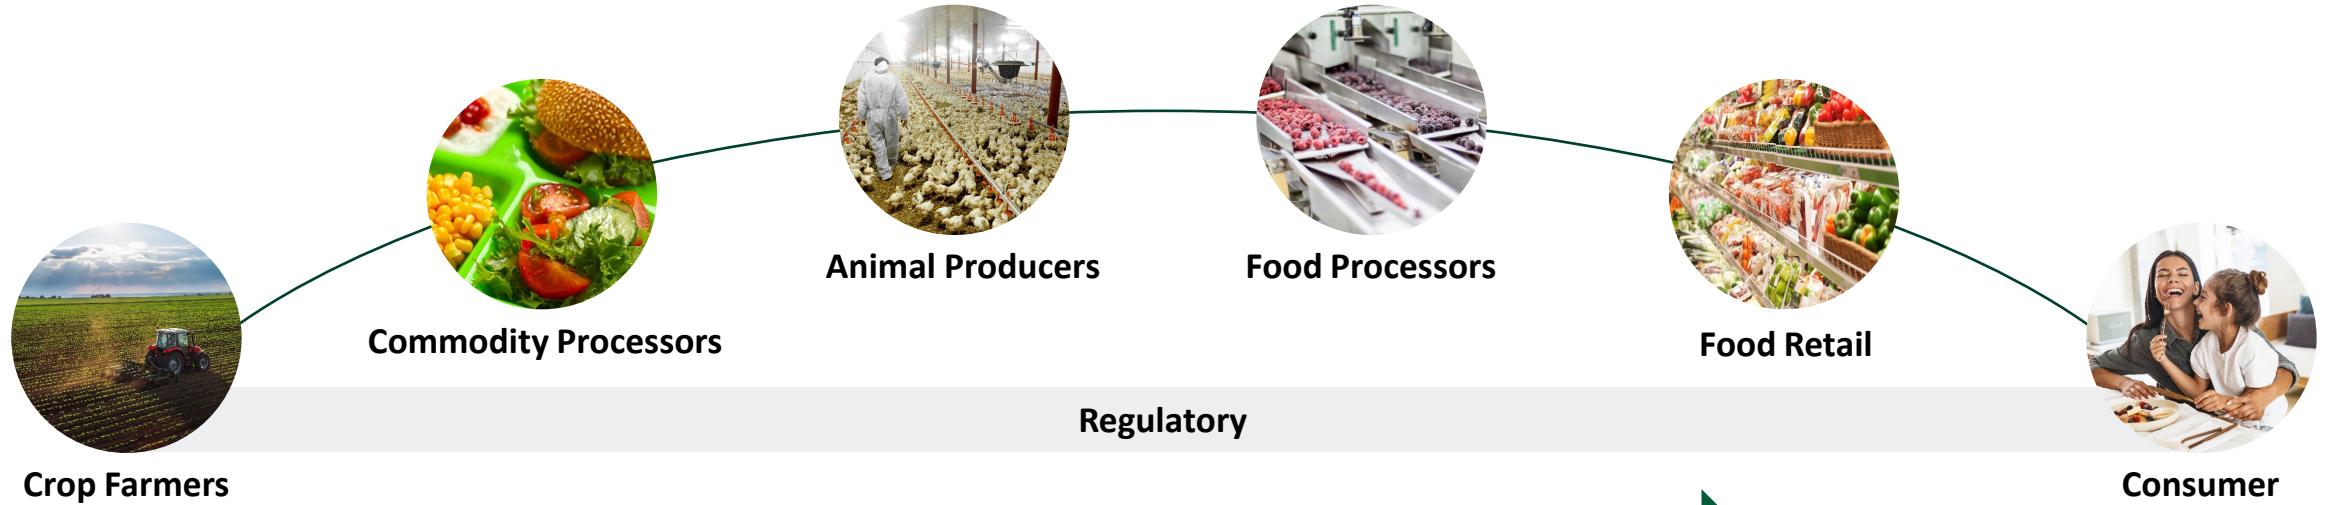 Crop Farmers
Commodity Processors
Animal Producers
Food Processors
Food Retail
Consumer
Regulatory